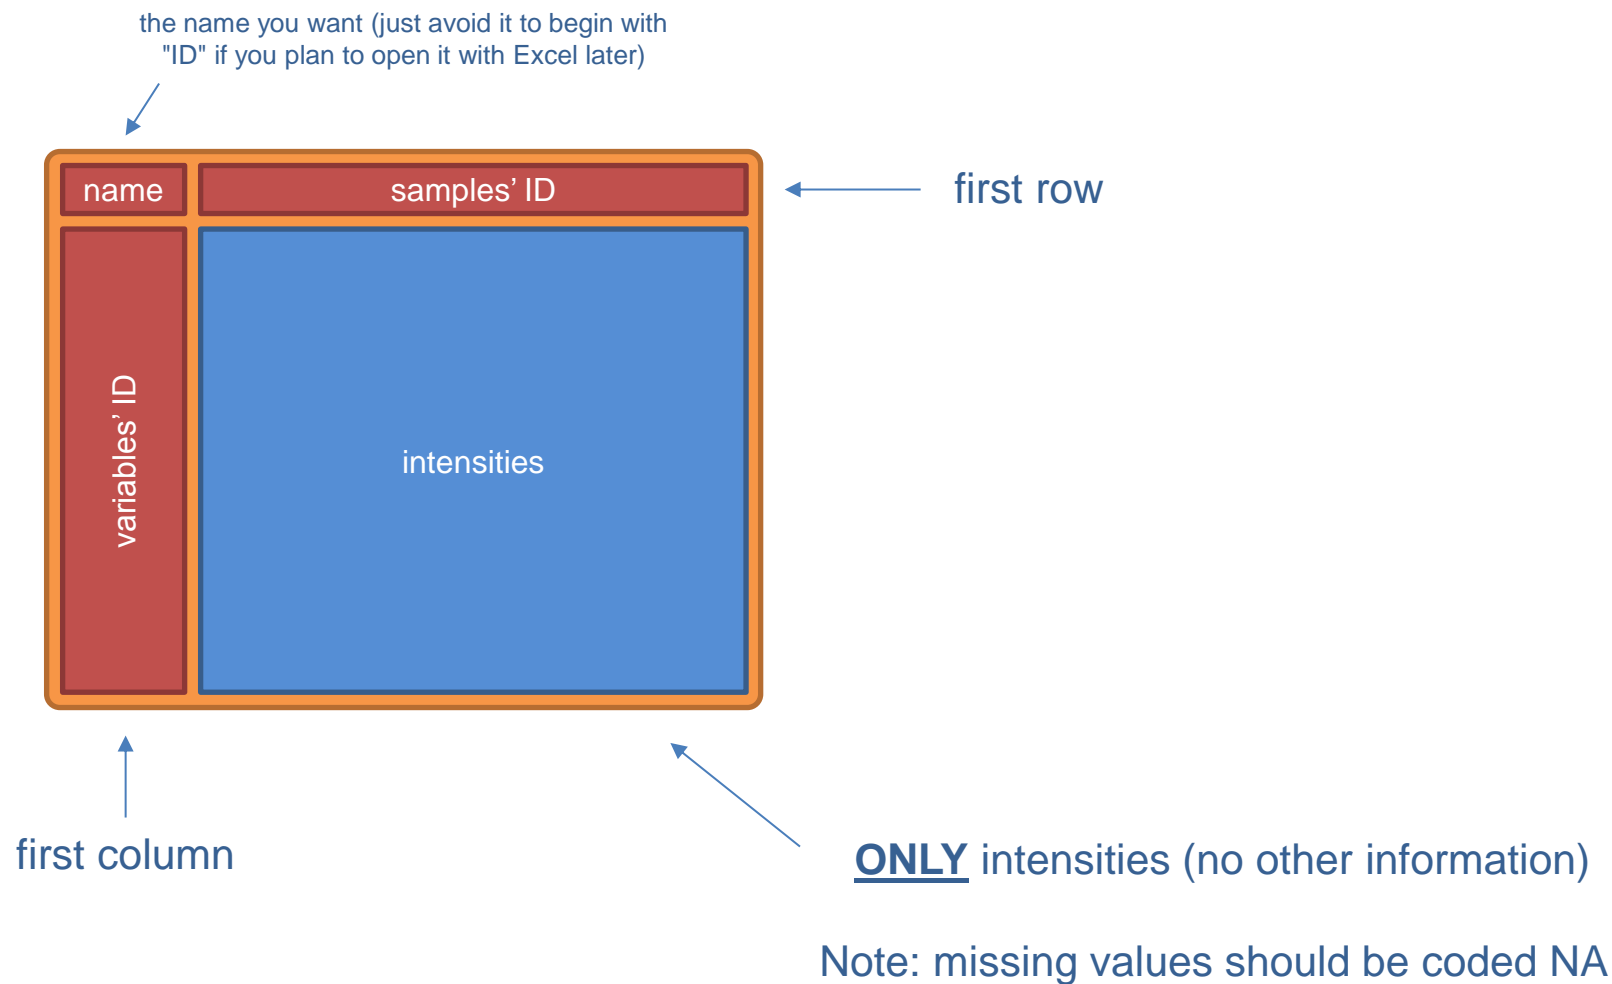 the name you want (just avoid it to begin with
"ID" if you plan to open it with Excel later)
name
samples’ ID
first row
variables’ ID
intensities
first column
ONLY intensities (no other information)
Note: missing values should be coded NA